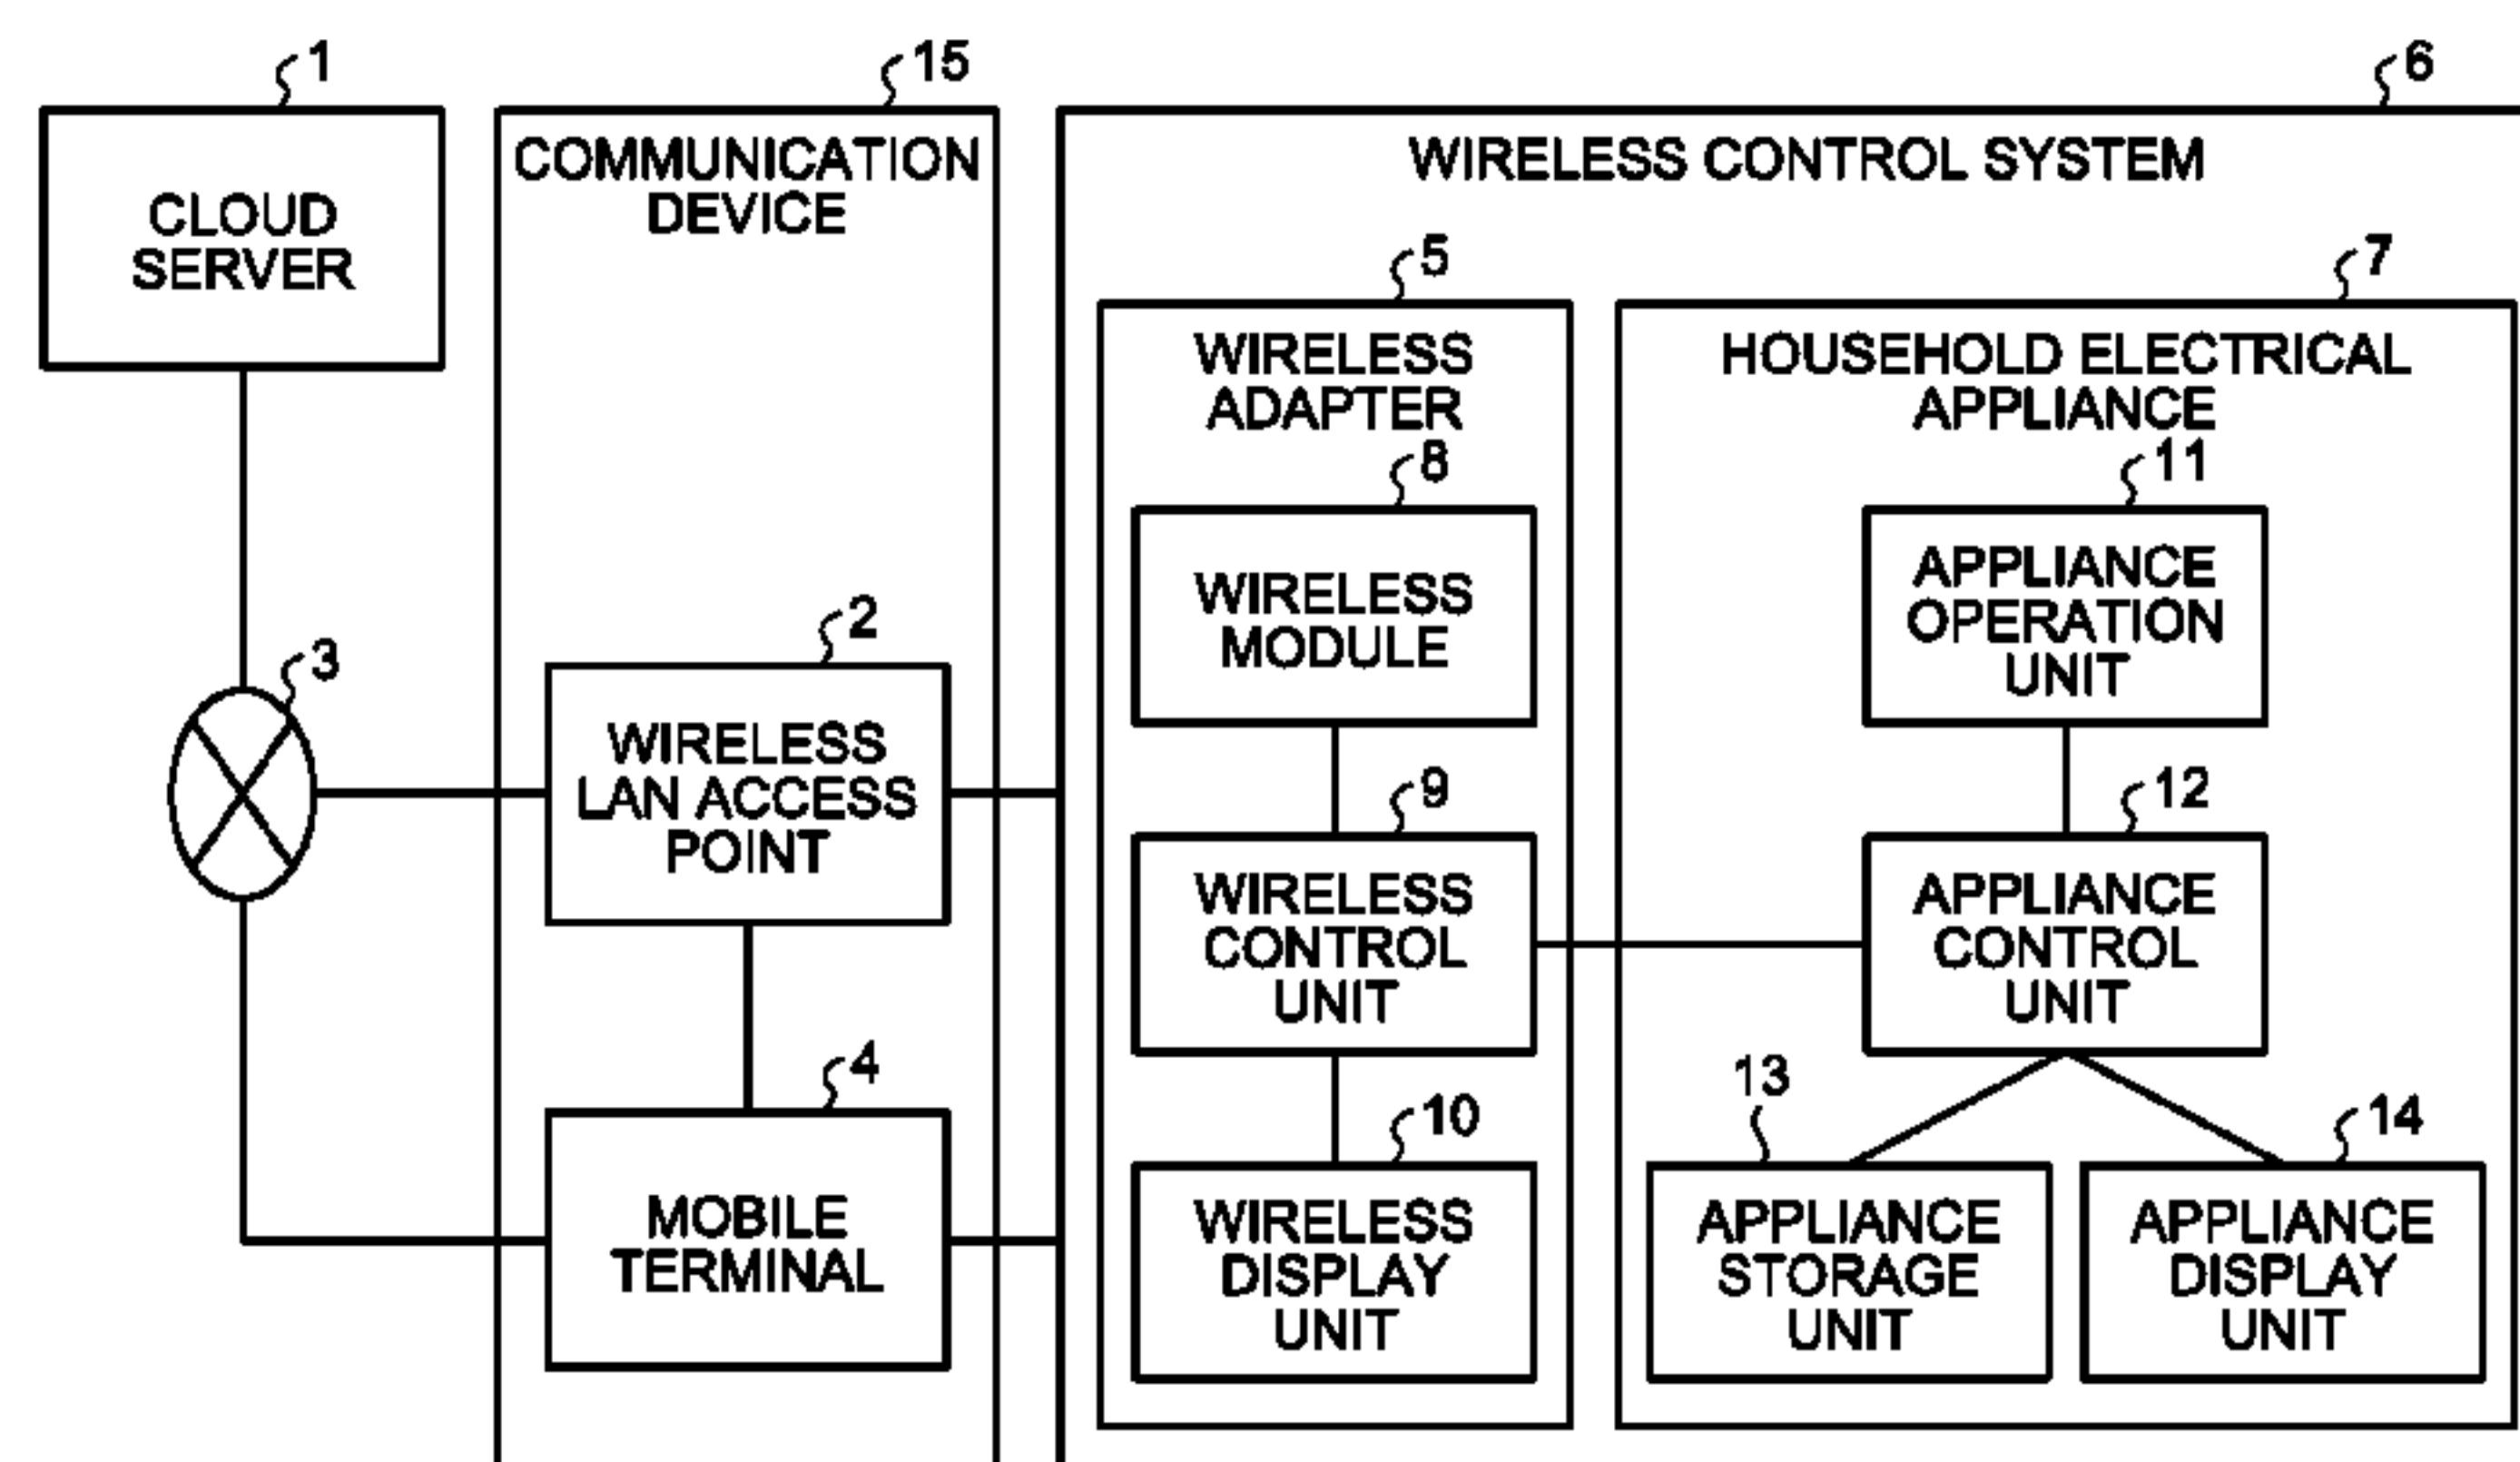 1
CLOUD
SERVER
3
15
COMMUNICATION
DEVICE
2
WIRELESS
LAN ACCESS
POINT
4
MOBILE
TERMINAL
6
WIRELESS CONTROL SYSTEM
5
WIRELESS
ADAPTER
8
WIRELESS
MODULE
9
WIRELESS
CONTROL
UNIT
10
WIRELESS
DISPLAY
UNIT
7
HOUSEHOLD ELECTRICAL
APPLIANCE
11
APPLIANCE
OPERATION
UNIT
12
APPLIANCE
CONTROL
UNIT
13
APPLIANCE
STORAGE
UNIT
14
APPLIANCE
DISPLAY
UNIT